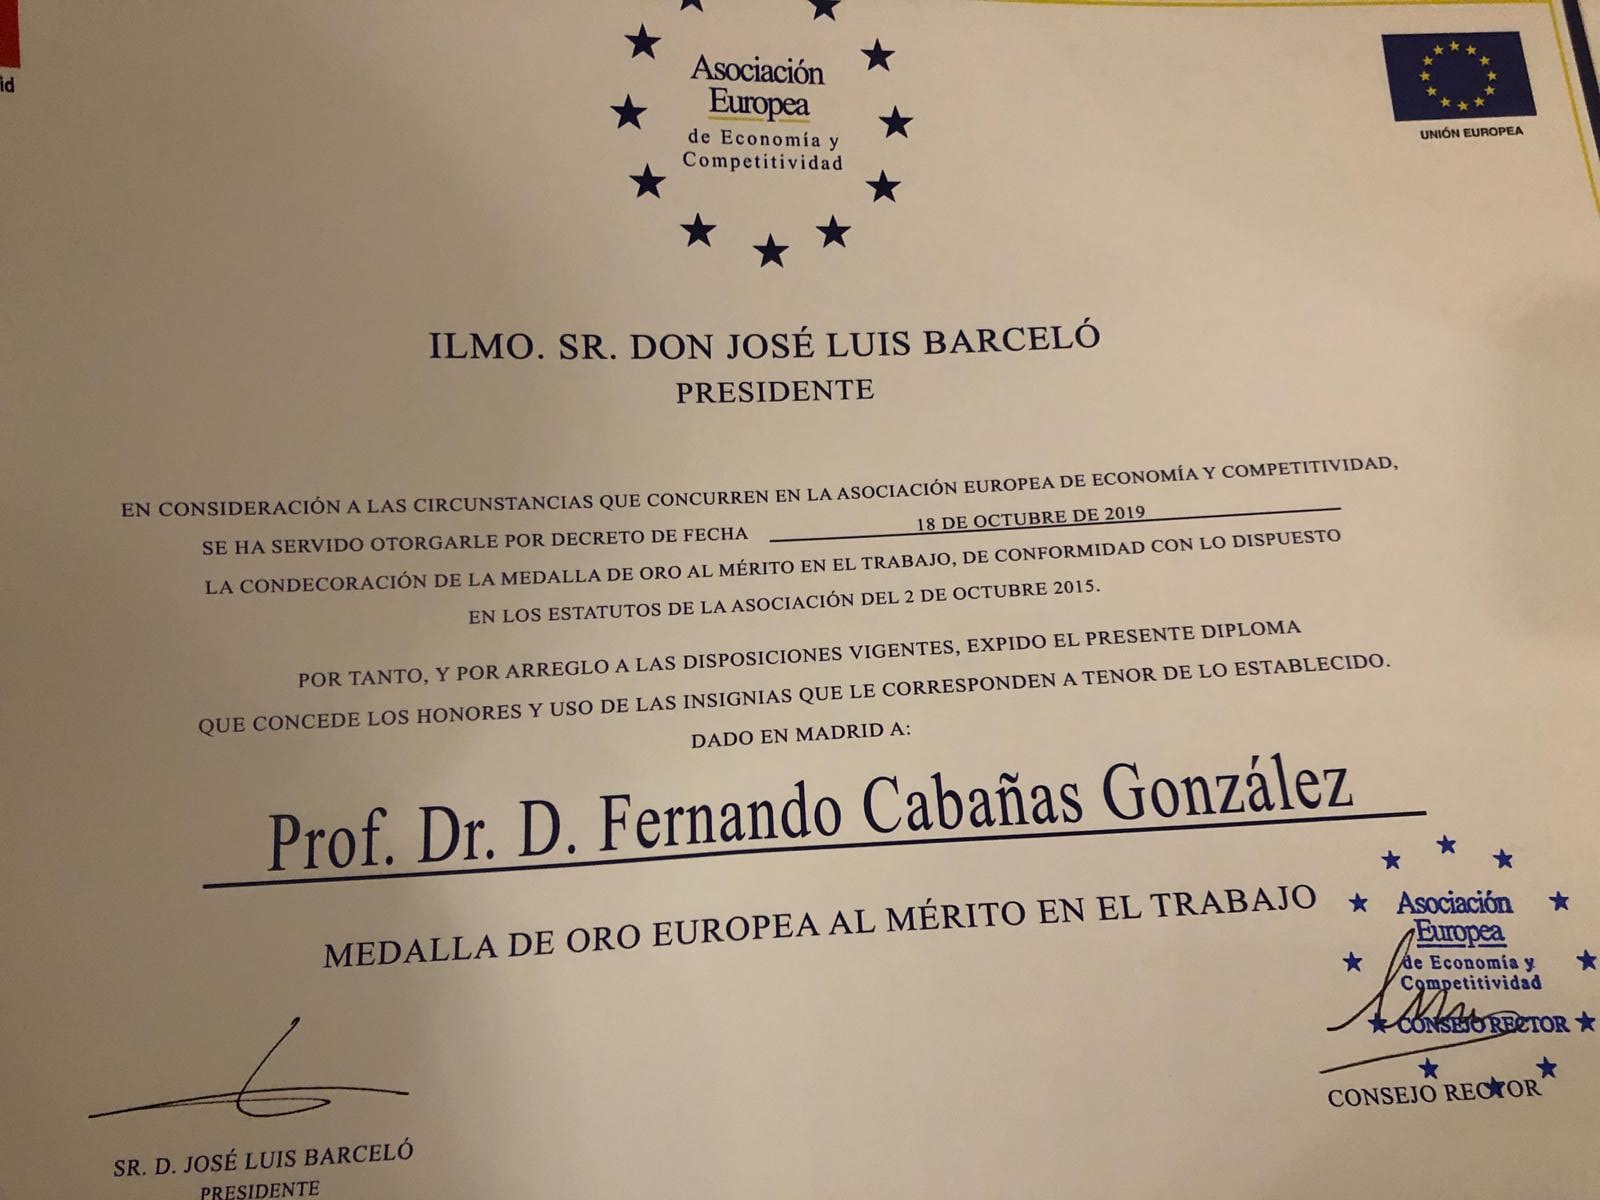 id
Asociación
Europea
de Economía y
Competitividad
UNIÓN EUROPEA
ILMO. SR. DON JOSÉ LUIS BARCELÓ
PRESIDENTE
EN CONSIDERACIÓN A LAS CIRCUNSTANCIAS QUE CONCURREN EN LA ASOCIACIÓN EUROPEA DE ECONOMÍA Y COMPETITIVIDAD,
SE HA SERVIDO OTORGARLE POR DECRETO DE FECHA 18 DE OCTUBRE DE 2019
LA CONDECORACIÓN DE LA MEDALLA DE ORO AL MÉRITO EN EL TRABAJO, DE CONFORMIDAD CON LO DISPUESTO
EN LOS ESTATUTOS DE LA ASOCIACIÓN DEL 2 DE OCTUBRE 2015.
POR TANTO, Y POR ARREGLO A LAS DISPOSICIONES VIGENTES, EXPIDO EL PRESENTE DIPLOMA
QUE CONCEDE LOS HONORES Y USO DE LAS INSIGNIAS QUE LE CORRESPONDEN A TENOR DE LO ESTABLECIDO.
DADO EN MADRID A:
Prof. Dr. D. Fernando Cabañas González
MEDALLA DE ORO EUROPEA AL MÉRITO EN EL TRABAJO
Asociación
Europea
de Economía y
Competitividad
CONSEJO RECTOR
CONSEJO RECTOR
SR. D. JOSÉ LUIS BARCELÓ
PRESIDENTE